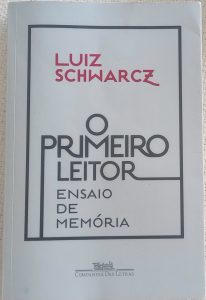 LUIZ
SCHWARCZ
O
PRIMEIRO
LEITOR
ENSAIO
DE
MEMÓRIA
COMPANHIA DAS LETRAS